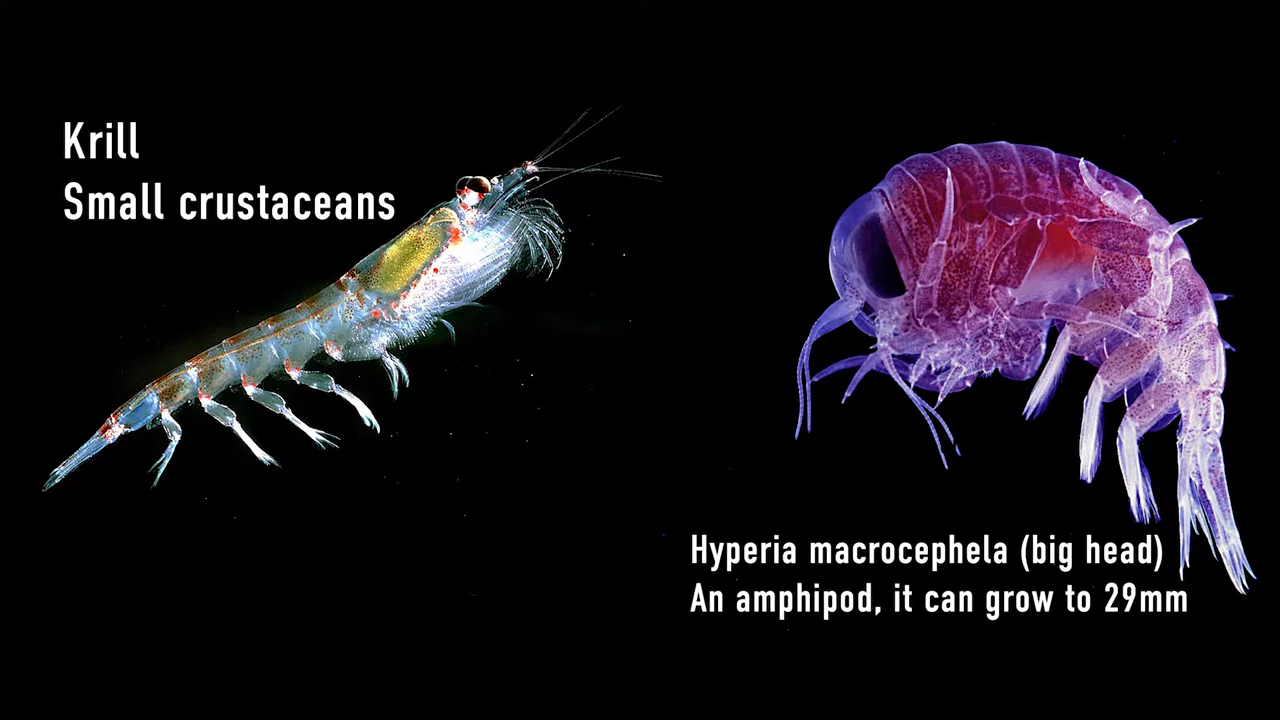 Krill
Small crustaceans
Hyperia macrocephela (big head)
An amphipod, it can grow to 29mm